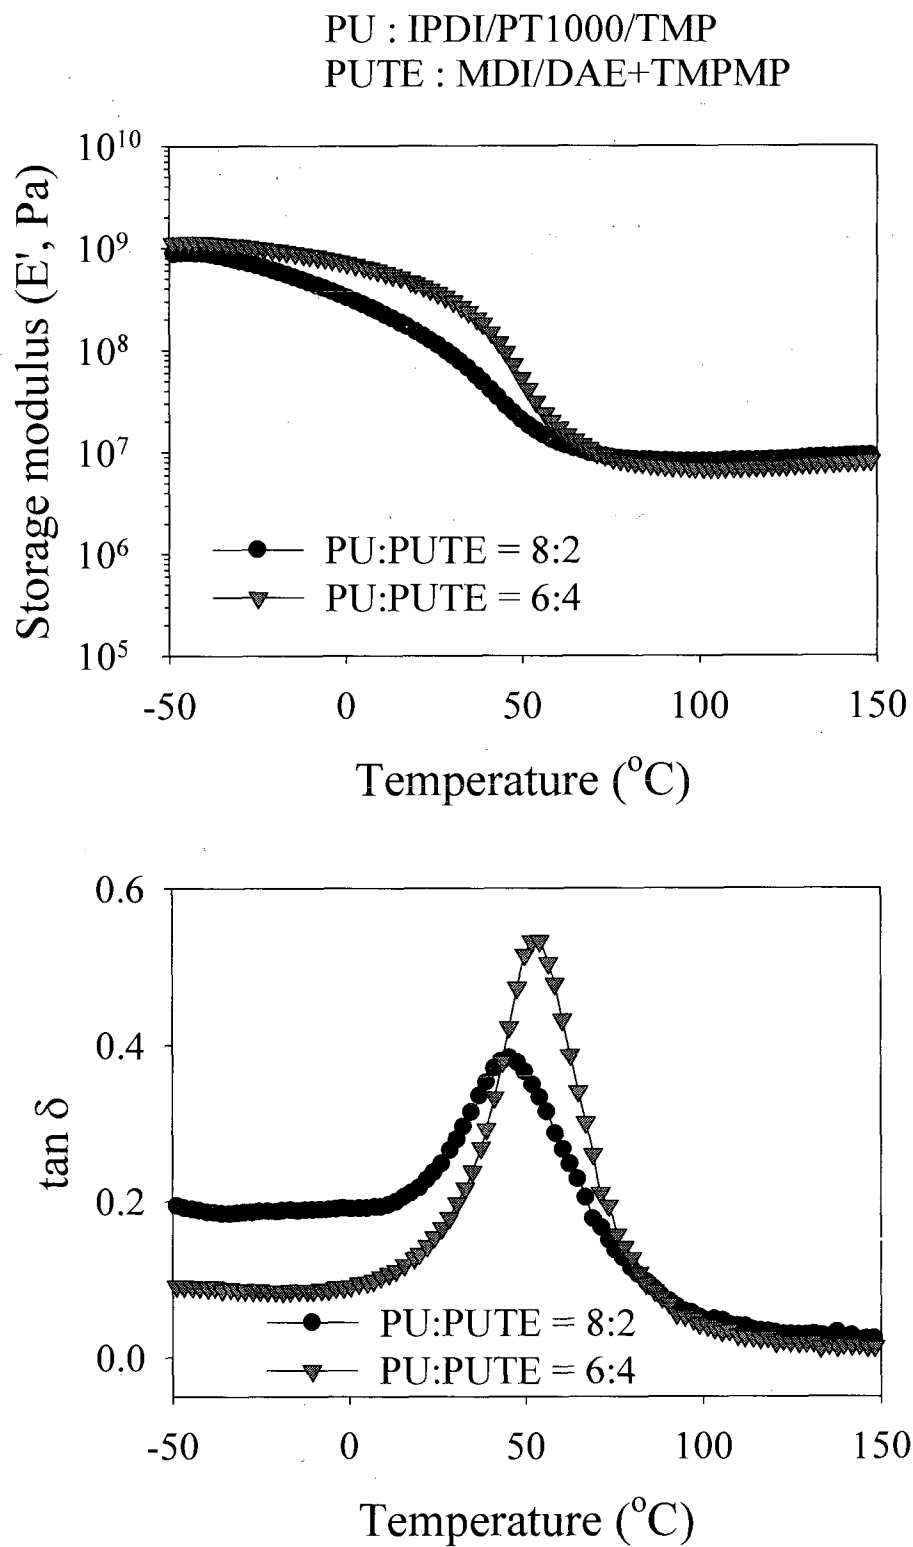 PU : IPDI/PT1000/TMP
PUTE : MDI/DAE+TMPMP
10^10
10^9
10^8
10^7
10^6
10^5
Storage modulus (E', Pa)
PU:PUTE = 8:2
PU:PUTE = 6:4
-50 0 50 100 150
Temperature (°C)
0.6
0.4
0.2
0.0
tan δ
PU:PUTE = 8:2
PU:PUTE = 6:4
-50 0 50 100 150
Temperature (°C)